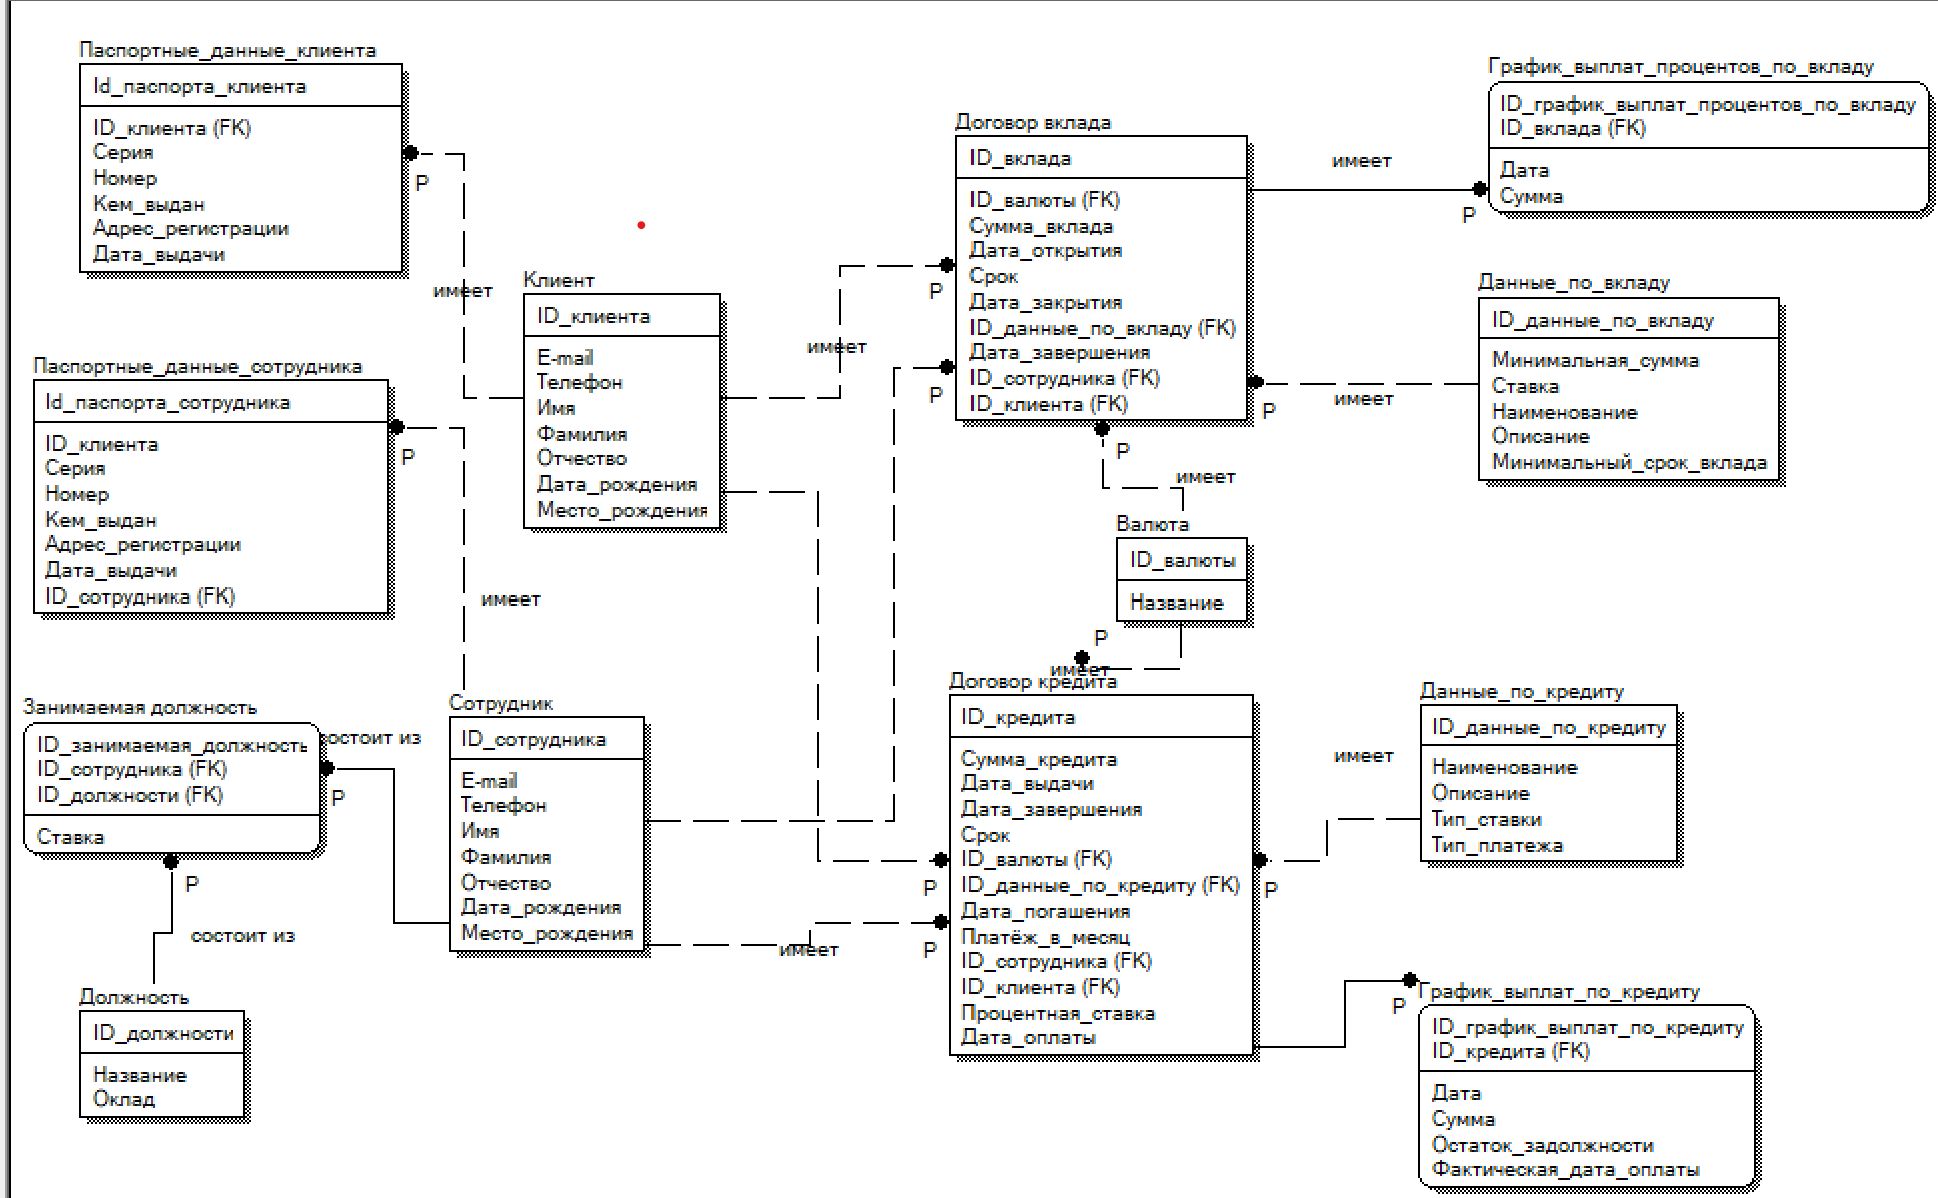 Паспортные_данные_клиента
Id_паспорта_клиента
ID_клиента (FK)
Серия
Номер
Кем_выдан
Адрес_регистрации
Дата_выдачи
P
имеет
Паспортные_данные_сотрудника
Id_паспорта_сотрудника
ID_клиента
Серия
Номер
Кем_выдан
Адрес_регистрации
Дата_выдачи
ID_сотрудника (FK)
P
имеет
Клиент
ID_клиента
E-mail
Телефон
Имя
Фамилия
Отчество
Дата_рождения
Место_рождения
имеет
Занимаемая должность
ID_занимаемая_должность
ID_сотрудника (FK)
ID_должности (FK)
Ставка
состоит из
P
P
состоит из
Должность
ID_должности
Название
Оклад
Сотрудник
ID_сотрудника
E-mail
Телефон
Имя
Фамилия
Отчество
Дата_рождения
Место_рождения
имеет
Договор вклада
ID_вклада
ID_валюты (FK)
Сумма_вклада
Дата_открытия
Срок
Дата_закрытия
ID_данные_по_вкладу (FK)
Дата_завершения
ID_сотрудника (FK)
ID_клиента (FK)
P
P
P
имеет
P
имеет
P
имеет
График_выплат_процентов_по_вкладу
ID_график_выплат_процентов_по_вкладу
ID_вклада (FK)
Дата
Сумма
Данные_по_вкладу
ID_данные_по_вкладу
Минимальная_сумма
Ставка
Наименование
Описание
Минимальный_срок_вклада
Валюта
ID_валюты
Название
P
имеет
Договор кредита
ID_кредита
Сумма_кредита
Дата_выдачи
Дата_завершения
Срок
ID_валюты (FK)
ID_данные_по_кредиту (FK)
Дата_погашения
Платёж_в_месяц
ID_сотрудника (FK)
ID_клиента (FK)
Процентная_ставка
Дата_оплаты
P
P
P
имеет
P
Данные_по_кредиту
ID_данные_по_кредиту
Наименование
Описание
Тип_ставки
Тип_платежа
График_выплат_по_кредиту
ID_график_выплат_по_кредиту
ID_кредита (FK)
Дата
Сумма
Остаток_задолжности
Фактическая_дата_оплаты